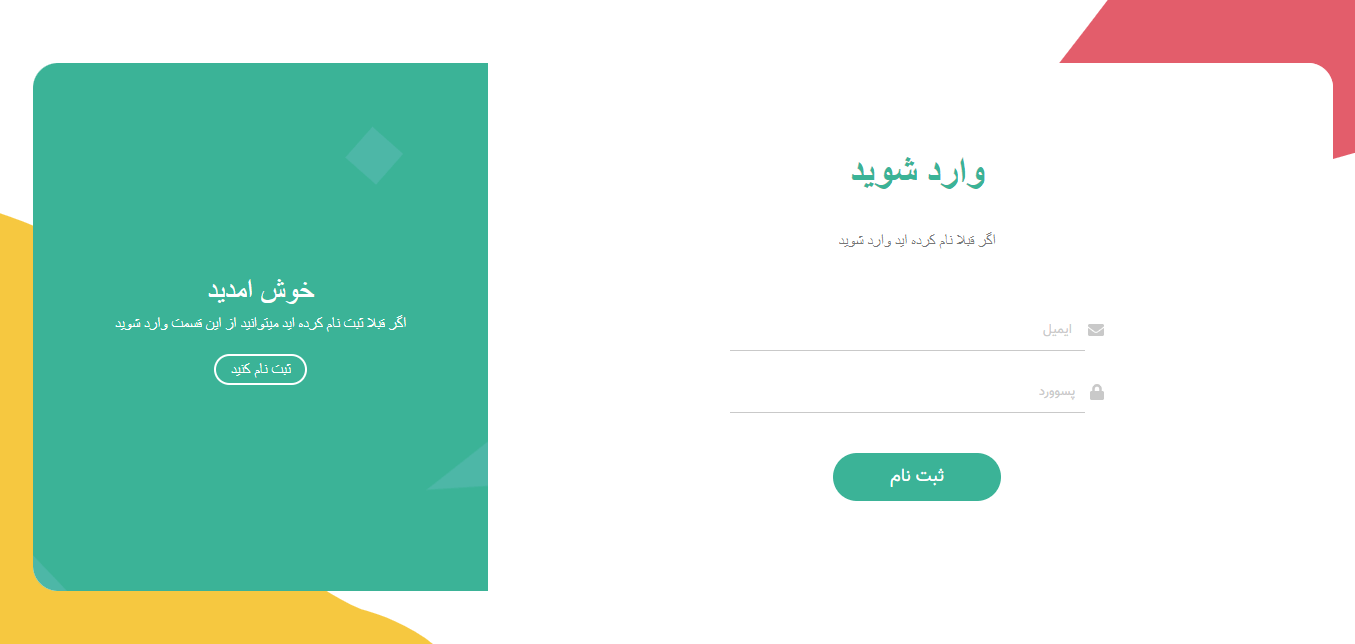 وارد شوید
اگر قبلا نام کرده اید وارد شوید
ایمیل
پسوورد
ثبت نام
خوش امدید
اگر قبلا ثبت نام کرده اید میتوانید از این قسمت وارد شوید
ثبت نام کنید